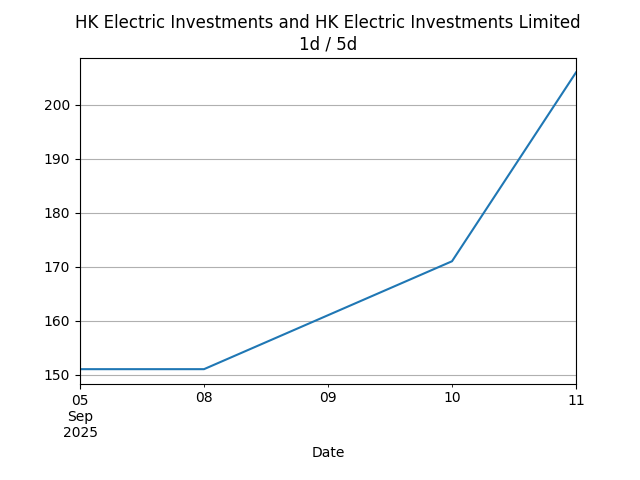 HK Electric Investments and HK Electric Investments Limited
1d / 5d
200
190
180
170
160
150
05 08 09 10 11
Sep
2025
Date